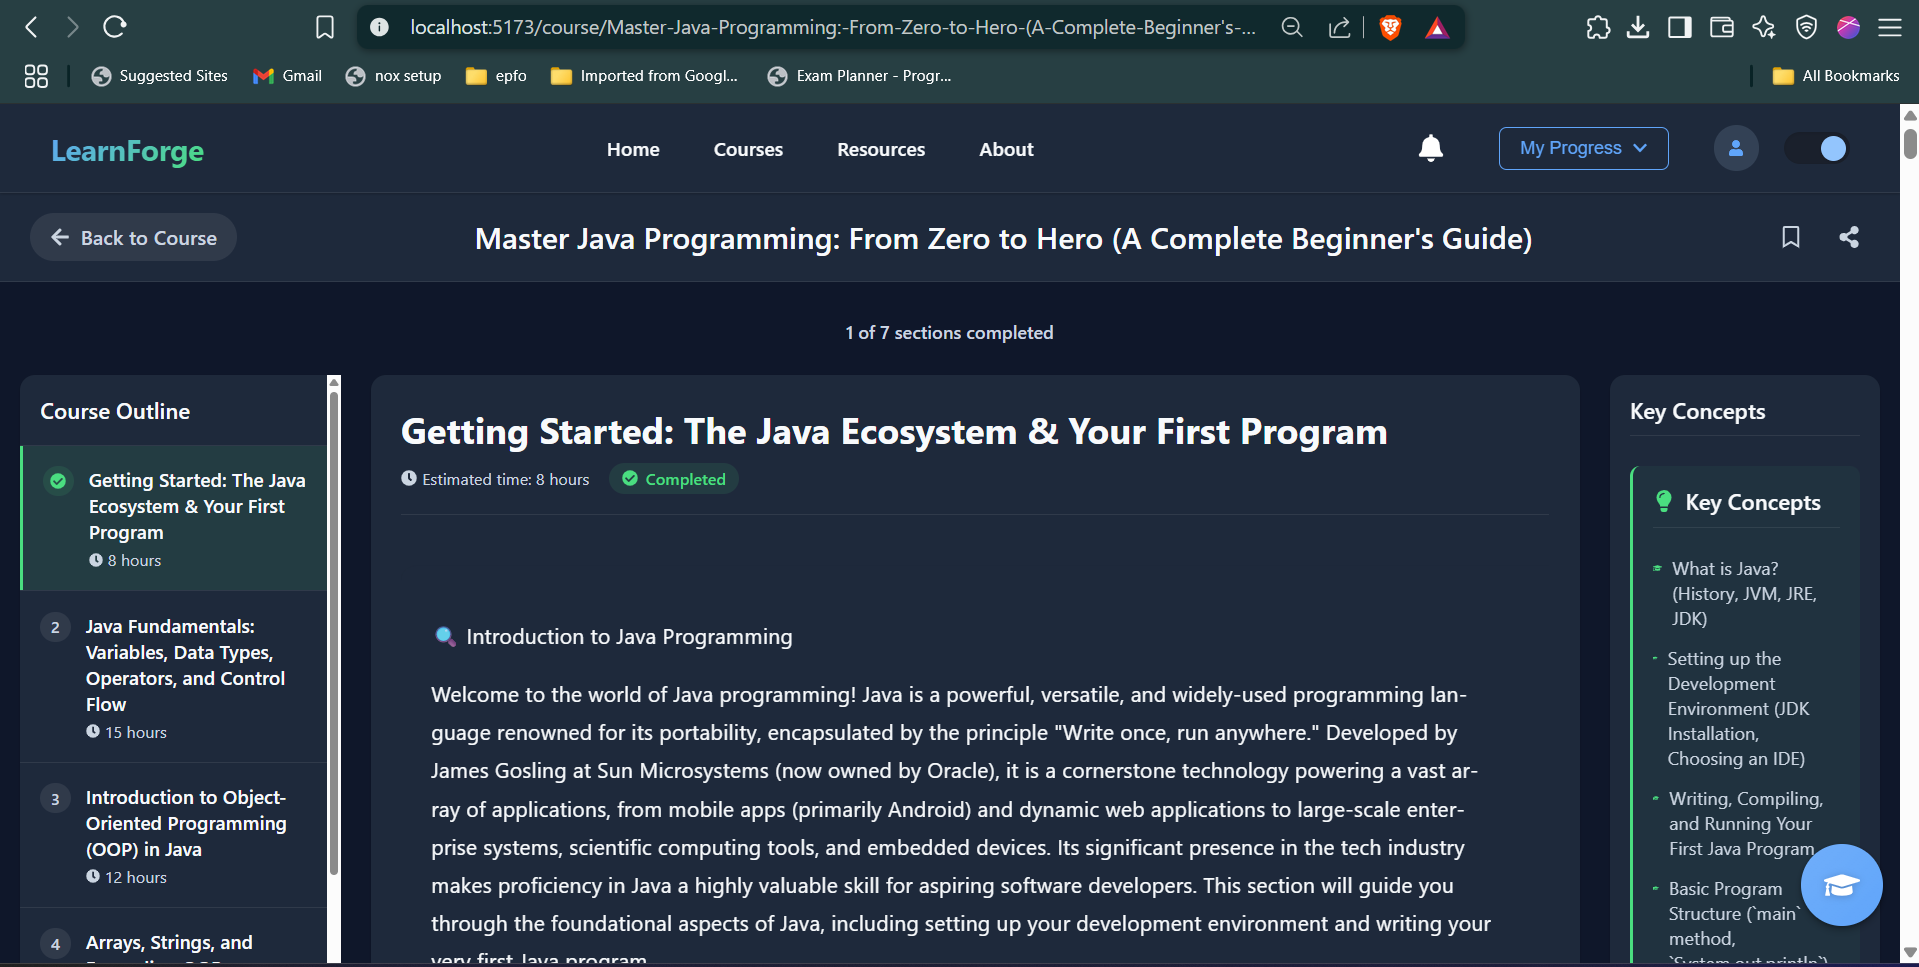 localhost:5173/course/Master-Java-Programming:-From-Zero-to-Hero-(A-Complete-Beginner's-...
Suggested Sites
Gmail
nox setup
epfo
Imported from Googl...
Exam Planner - Progr...
All Bookmarks
LearnForge
Home
Courses
Resources
About
My Progress
Back to Course
Master Java Programming: From Zero to Hero (A Complete Beginner's Guide)
1 of 7 sections completed
Course Outline
Getting Started: The Java
Ecosystem & Your First
Program
8 hours
2
Java Fundamentals:
Variables, Data Types,
Operators, and Control
Flow
15 hours
3
Introduction to Object-
Oriented Programming
(OOP) in Java
12 hours
4
Arrays, Strings, and
Getting Started: The Java Ecosystem & Your First Program
Estimated time: 8 hours
Completed
Introduction to Java Programming
Welcome to the world of Java programming! Java is a powerful, versatile, and widely-used programming lan-
guage renowned for its portability, encapsulated by the principle "Write once, run anywhere." Developed by
James Gosling at Sun Microsystems (now owned by Oracle), it is a cornerstone technology powering a vast ar-
ray of applications, from mobile apps (primarily Android) and dynamic web applications to large-scale enter-
prise systems, scientific computing tools, and embedded devices. Its significant presence in the tech industry
makes proficiency in Java a highly valuable skill for aspiring software developers. This section will guide you
through the foundational aspects of Java, including setting up your development environment and writing your
very first Java program.
Key Concepts
Key Concepts
What is Java?
(History, JVM, JRE,
JDK)
Setting up the
Development
Environment (JDK
Installation,
Choosing an IDE)
Writing, Compiling,
and Running Your
First Java Program
Basic Program
Structure (`main`
method,
`System.out.println`)